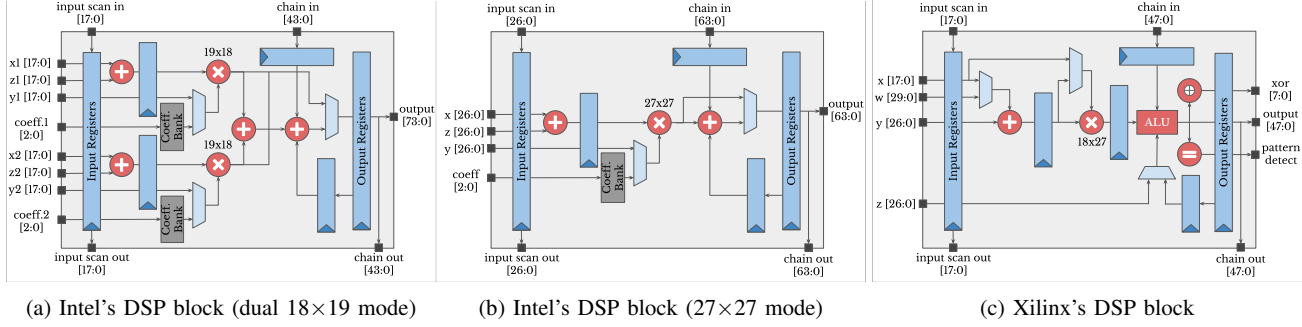 input scan in
[17:0]
chain in
[43:0]
x1 [17:0]
z1 [17:0]
y1 [17:0]
coeff.1
[2:0]
x2 [17:0]
z2 [17:0]
y2 [17:0]
coeff.2
[2:0]
Input Registers
19x18
Coeff.
Bank
19x18
Coeff.
Bank
Output Registers
output
[73:0]
input scan out
[17:0]
chain out
[43:0]
(a) Intel's DSP block (dual 18×19 mode)
input scan in
[26:0]
chain in
[63:0]
x [26:0]
z [26:0]
y [26:0]
coeff
[2:0]
Input Registers
27x27
Coeff.
Bank
Output Registers
output
[63:0]
input scan out
[26:0]
chain out
[63:0]
(b) Intel's DSP block (27×27 mode)
input scan in
[17:0]
chain in
[47:0]
x [17:0]
w [29:0]
y [26:0]
z [26:0]
Input Registers
18x27
ALU
Output Registers
xor
[7:0]
output
[47:0]
pattern
detect
input scan out
[17:0]
chain out
[47:0]
(c) Xilinx's DSP block